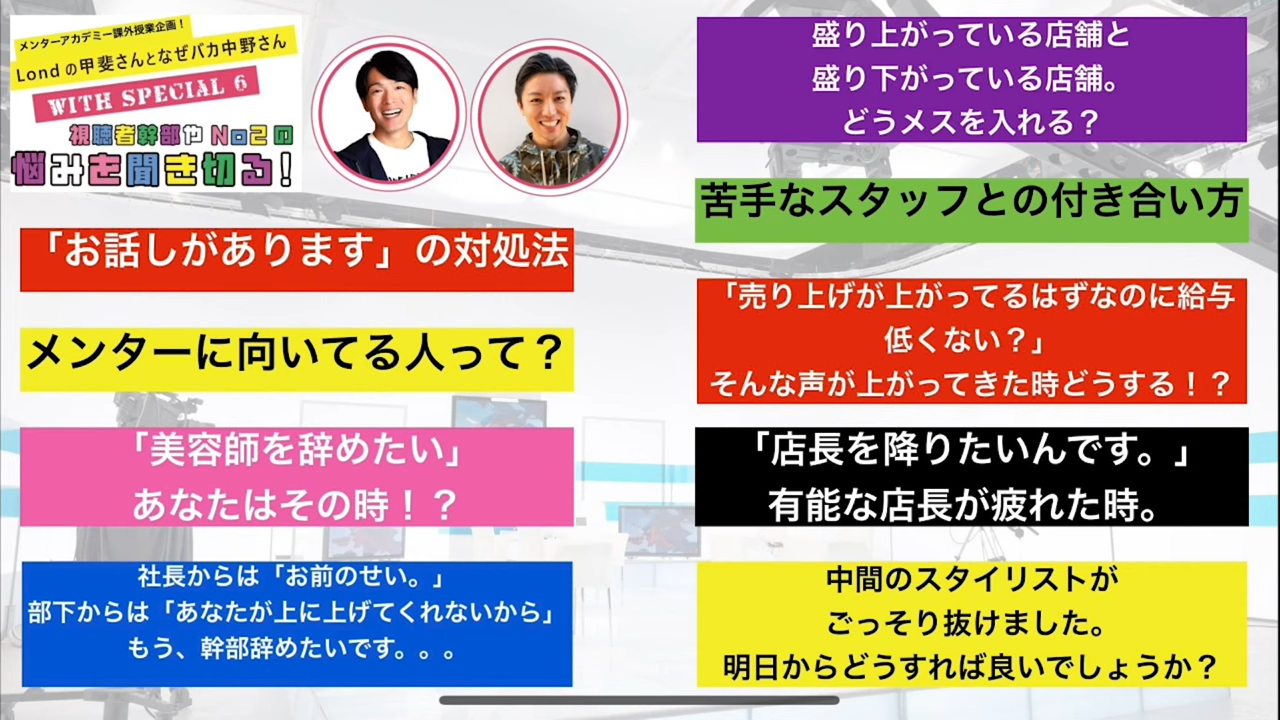 メンターアカデミー課外授業企画！
Londの甲斐さんとなぜバカ中野さん
WITH SPECIAL 6
視聴者幹部やNo2の
悩みを聞き切る！
「お話しがあります」の対処法
メンターに向いてる人って？
「美容師を辞めたい」
あなたはその時！？
社長からは「お前のせい。」
部下からは「あなたが上に上げてくれないから」
もう、幹部辞めたいです。。。
盛り上がっている店舗と
盛り下がっている店舗。
どうメスを入れる？
苦手なスタッフとの付き合い方
「売り上げが上がってるはずなのに給与
低くない？」
そんな声が上がってきた時どうする！？
「店長を降りたいんです。」
有能な店長が疲れた時。
中間のスタイリストが
ごっそり抜けました。
明日からどうすれば良いでしょうか？